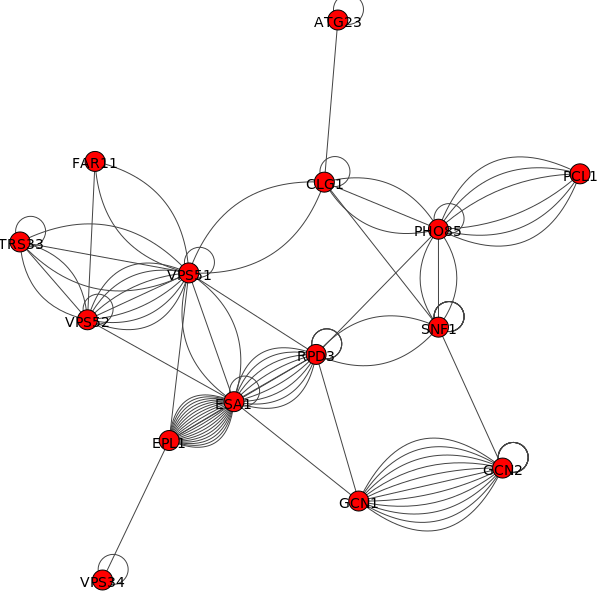 ATG23
FAR11
CLG1
PCL1
PHO85
TRS33
VPS51
VPS52
SNF1
RPD3
ESA1
EPL1
GCN2
GCN1
VPS34